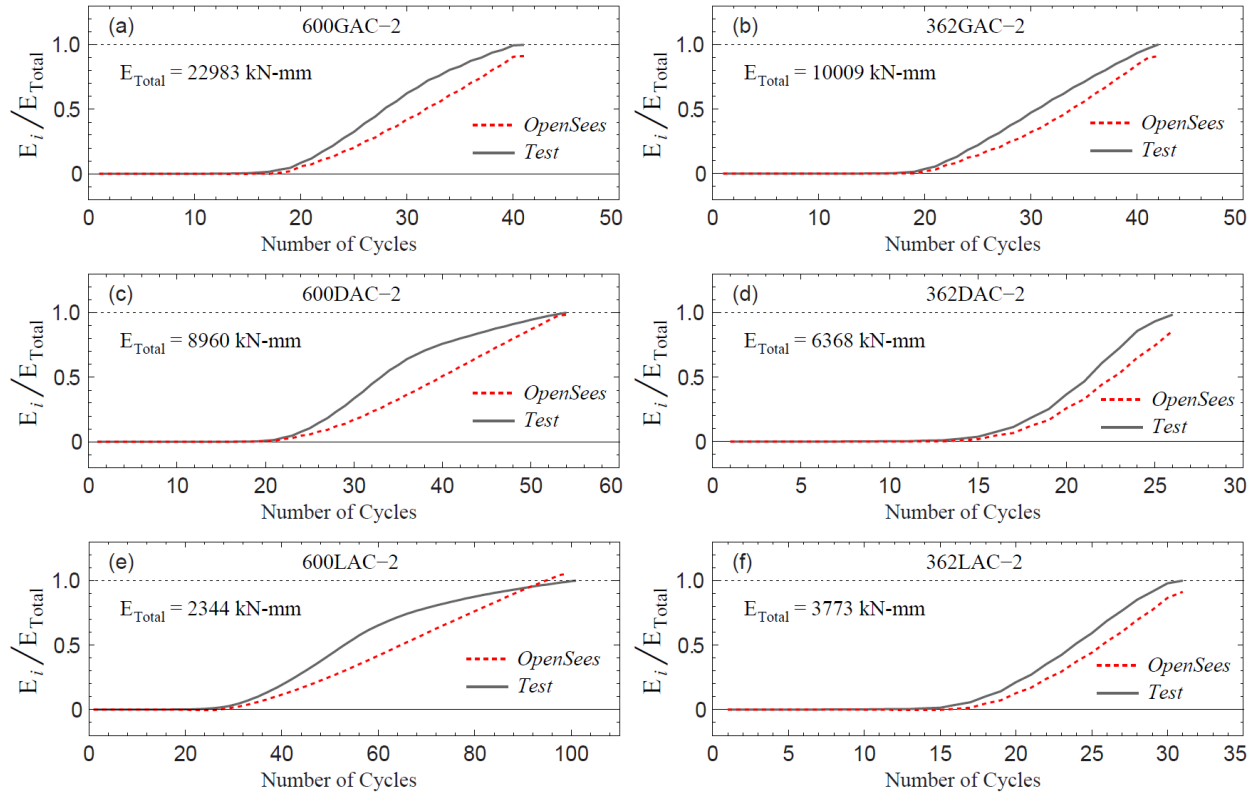 (a) 600GAC−2
1.0
E_Total = 22983 kN-mm
0.5
OpenSees
Test
0
E_i / E_Total
0 10 20 30 40 50
Number of Cycles
(b) 362GAC−2
1.0
E_Total = 10009 kN-mm
0.5
OpenSees
Test
0
E_i / E_Total
0 10 20 30 40 50
Number of Cycles
(c) 600DAC−2
1.0
E_Total = 8960 kN-mm
0.5
OpenSees
Test
0
E_i / E_Total
0 10 20 30 40 50 60
Number of Cycles
(d) 362DAC−2
1.0
E_Total = 6368 kN-mm
0.5
OpenSees
Test
0
E_i / E_Total
0 5 10 15 20 25 30
Number of Cycles
(e) 600LAC−2
1.0
E_Total = 2344 kN-mm
0.5
OpenSees
Test
0
E_i / E_Total
0 20 40 60 80 100
Number of Cycles
(f) 362LAC−2
1.0
E_Total = 3773 kN-mm
0.5
OpenSees
Test
0
E_i / E_Total
0 5 10 15 20 25 30 35
Number of Cycles